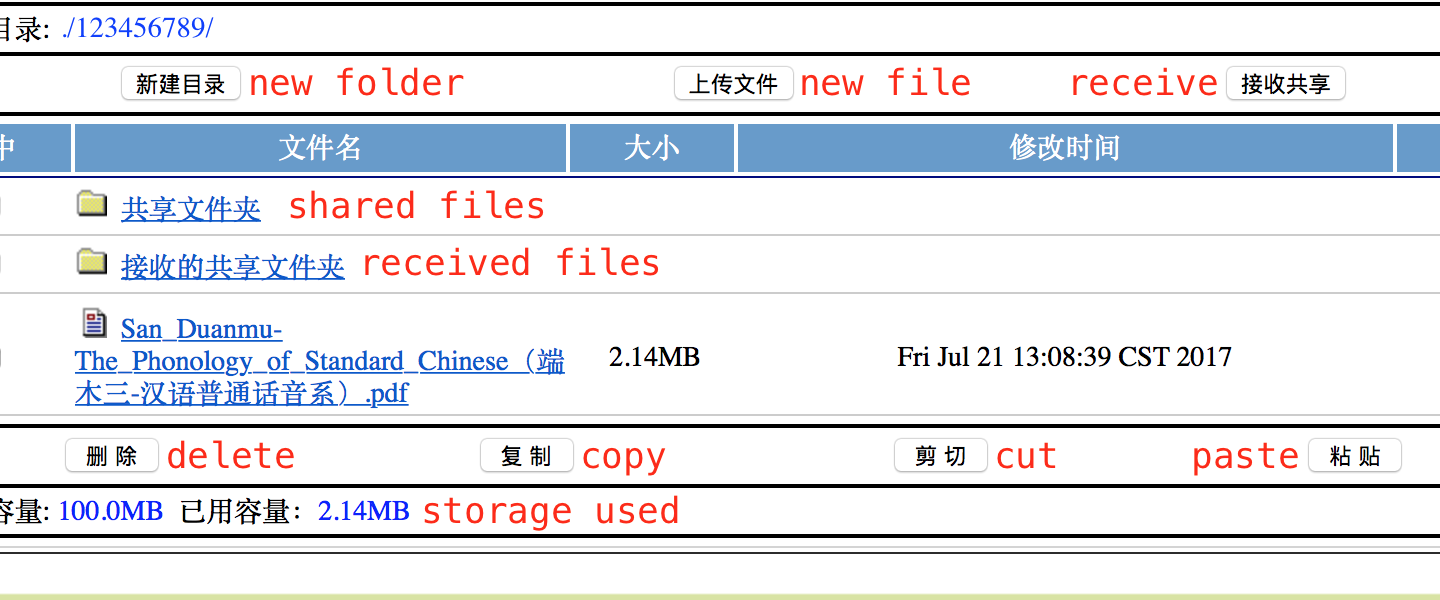 目录: ./123456789/
新建目录 new folder 上传文件 new file receive 接收共享
中 文件名 大小 修改时间
共享文件夹 shared files
接收的共享文件夹 received files
San_Duanmu-
The_Phonology_of_Standard_Chinese（端 2.14MB Fri Jul 21 13:08:39 CST 2017
木三-汉语普通话音系）.pdf
删 除 delete 复 制 copy 剪 切 cut paste 粘 贴
容量: 100.0MB 已用容量： 2.14MB storage used